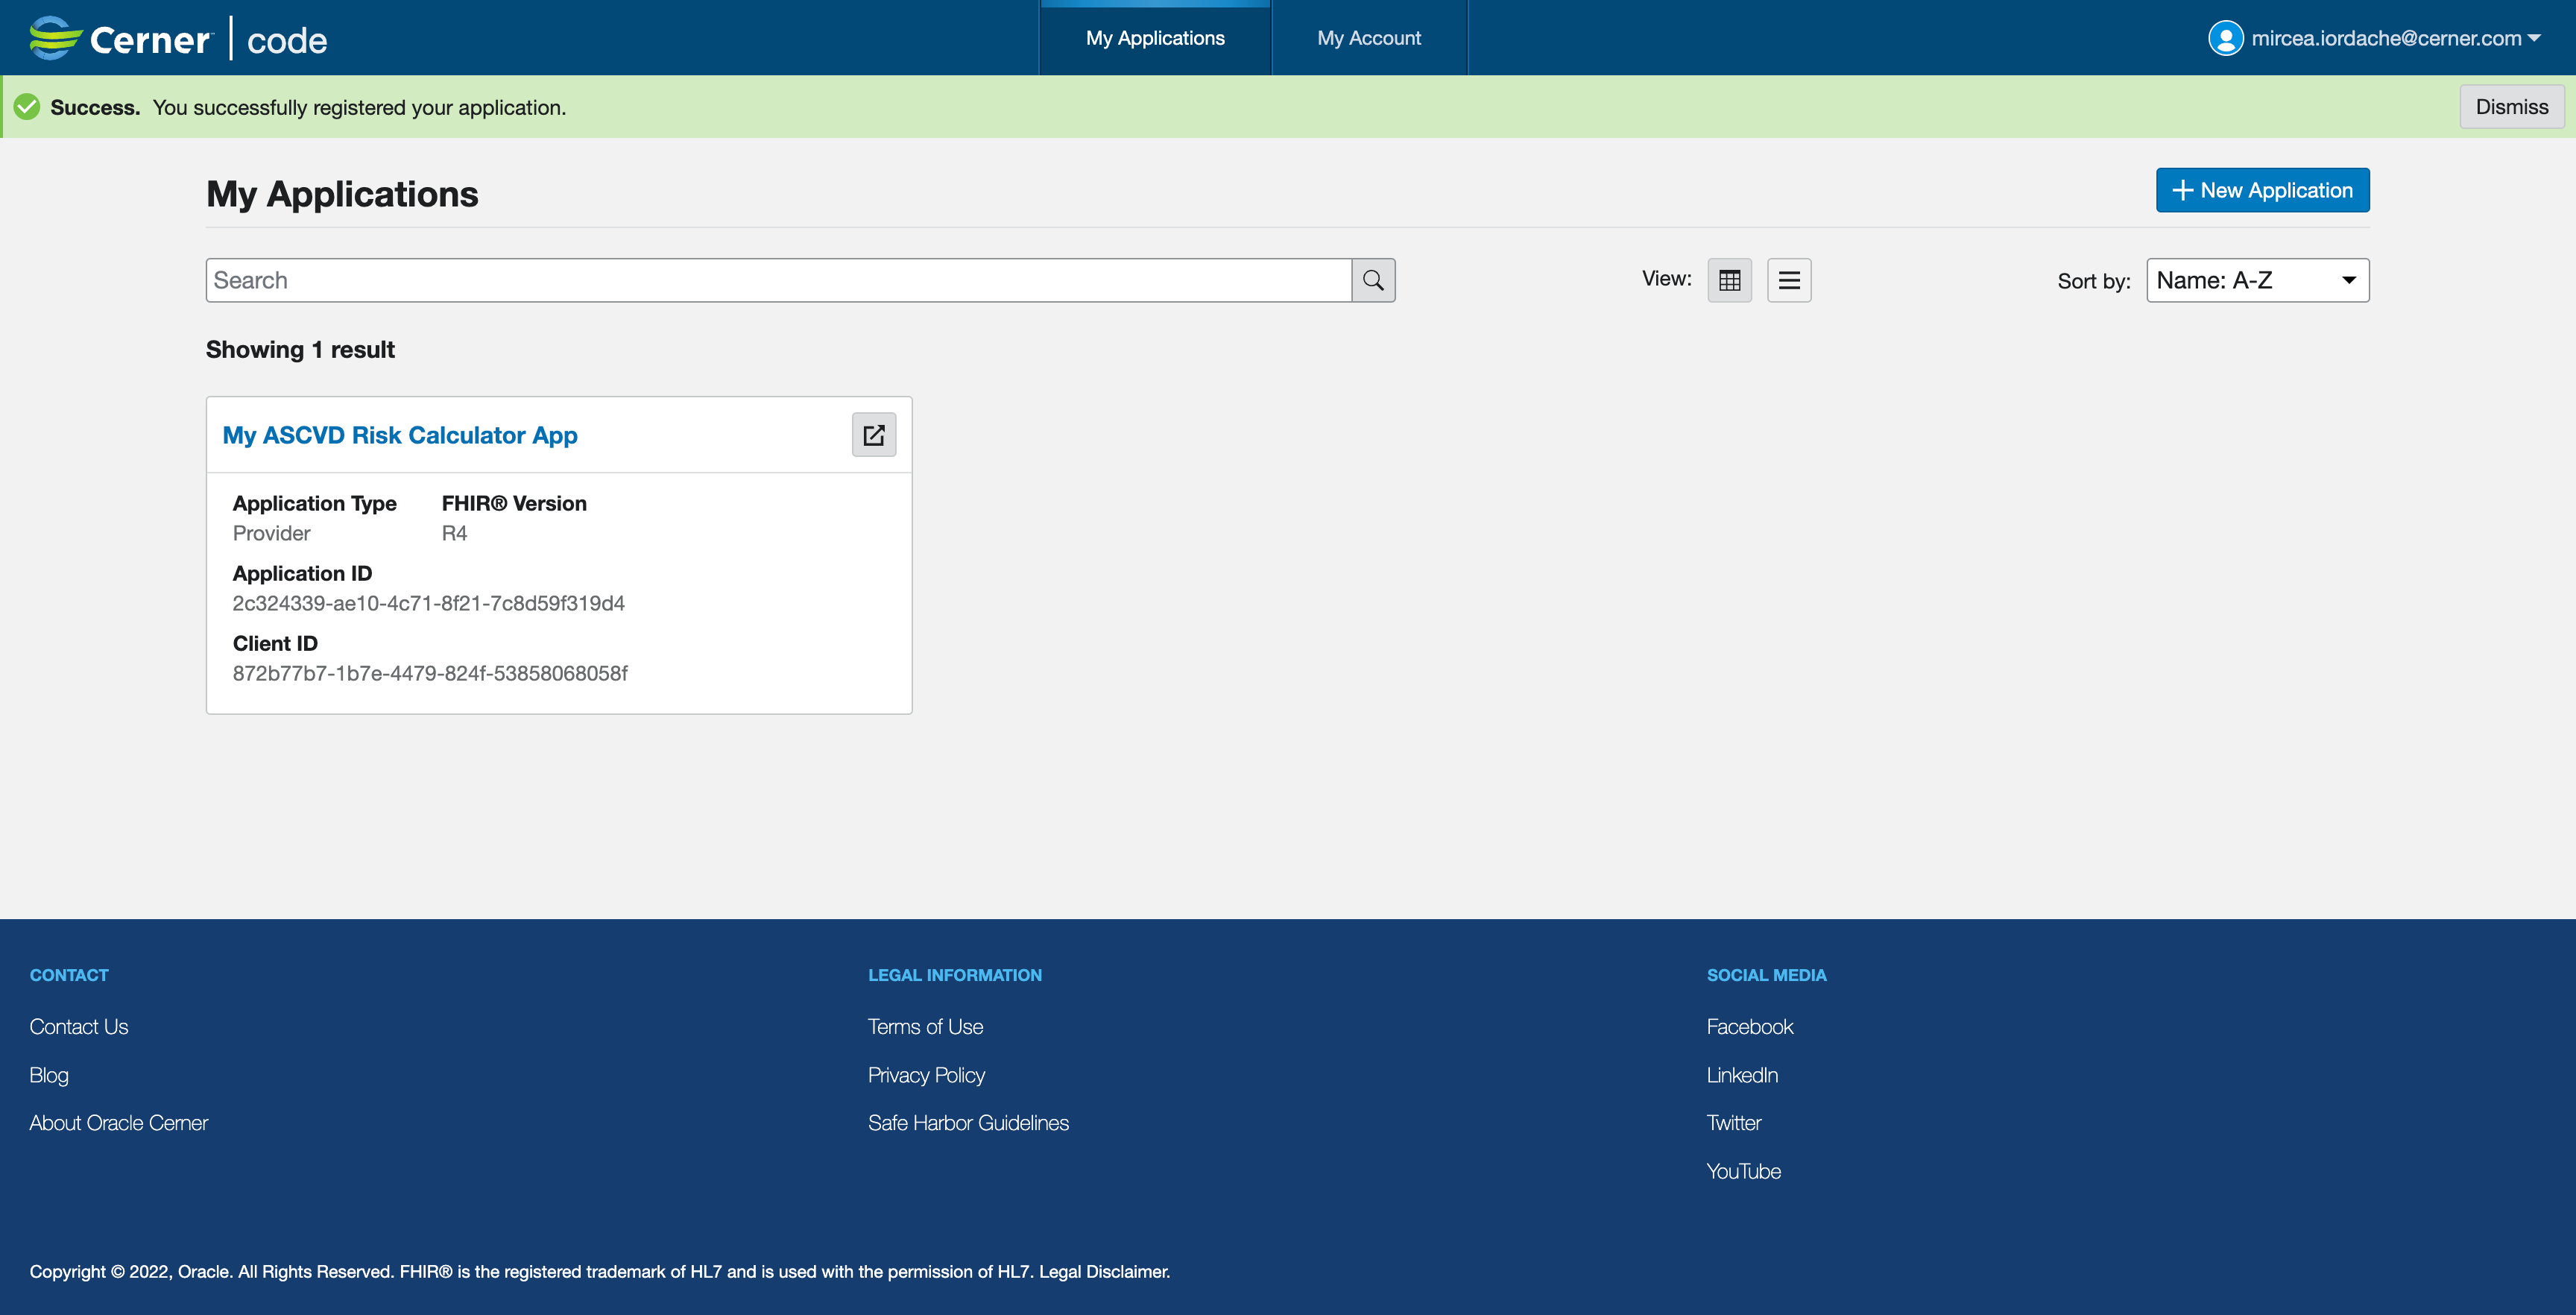 Cerner | code
My Applications
My Account
mircea.iordache@cerner.com
Success. You successfully registered your application.
Dismiss
My Applications
New Application
Search
View:
Sort by:
Name: A-Z
Showing 1 result
My ASCVD Risk Calculator App
Application Type FHIR® Version
Provider R4
Application ID
2c324339-ae10-4c71-8f21-7c8d59f319d4
Client ID
872b77b7-1b7e-4479-824f-53858068058f
CONTACT
Contact Us
Blog
About Oracle Cerner
LEGAL INFORMATION
Terms of Use
Privacy Policy
Safe Harbor Guidelines
SOCIAL MEDIA
Facebook
LinkedIn
Twitter
YouTube
Copyright © 2022, Oracle. All Rights Reserved. FHIR® is the registered trademark of HL7 and is used with the permission of HL7. Legal Disclaimer.